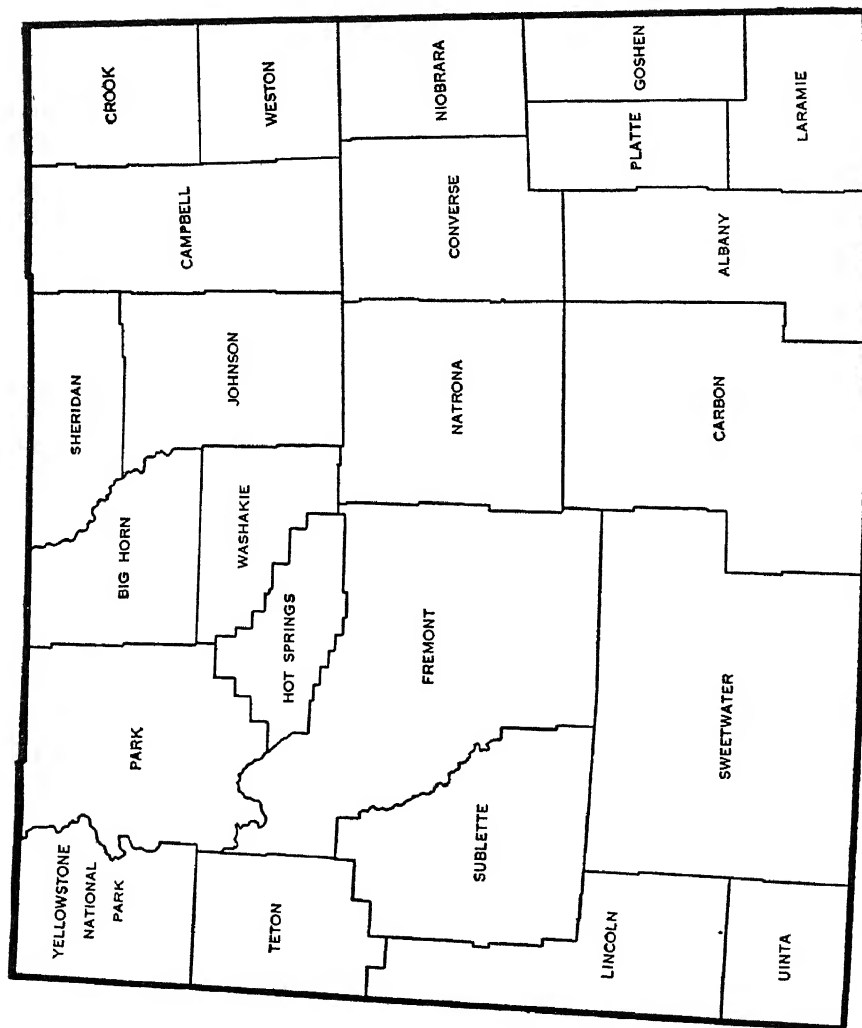 YELLOWSTONE
NATIONAL
PARK
PARK
BIG HORN
SHERIDAN
CAMPBELL
CROOK
JOHNSON
WESTON
WASHAKIE
HOT SPRINGS
TETON
FREMONT
SUBLETTE
NATRONA
CONVERSE
NIOBRARA
LINCOLN
SWEETWATER
CARBON
ALBANY
PLATTE
GOSHEN
UINTA
LARAMIE